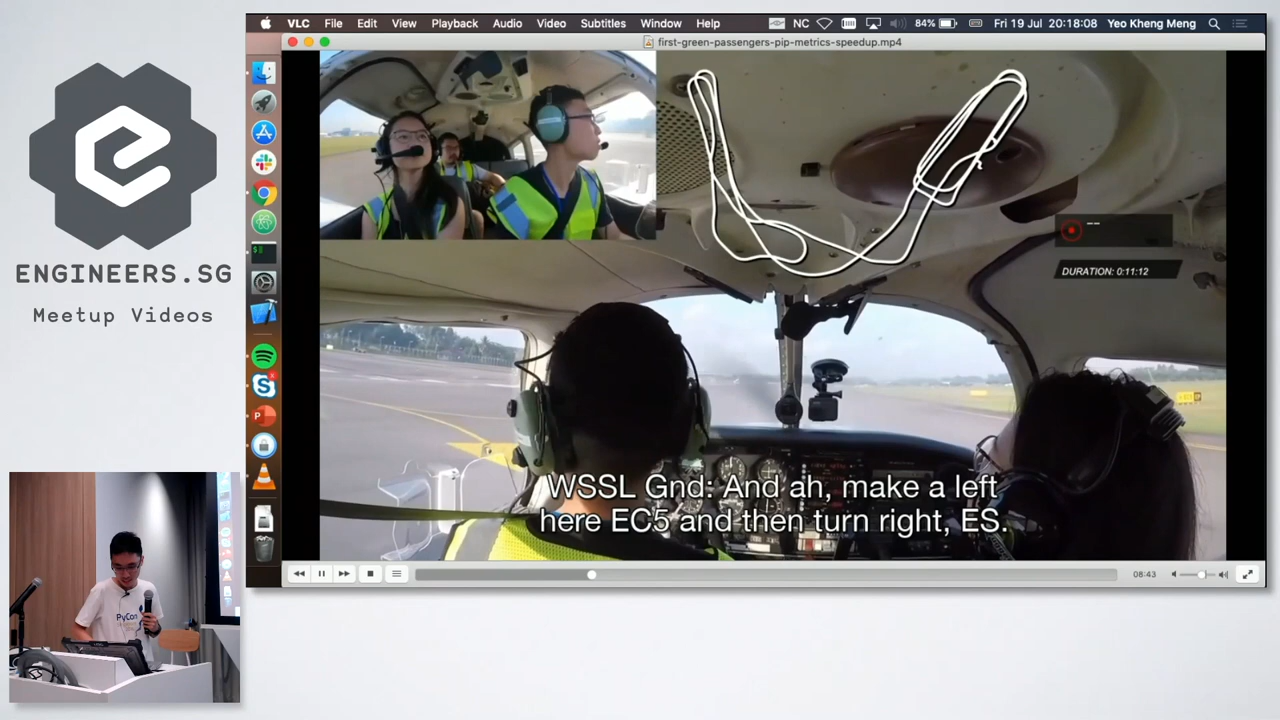 VLC File Edit View Playback Audio Video Subtitles Window Help NC 84% Fri 19 Jul 20:18:08 Yeo Kheng Meng
first-green-passengers-pip-metrics-speedup.mp4
ENGINEERS.SG
Meetup Videos
DURATION: 0:11:12
WSSL Gnd: And ah, make a left
here EC5 and then turn right, ES.
08:43
PyCon